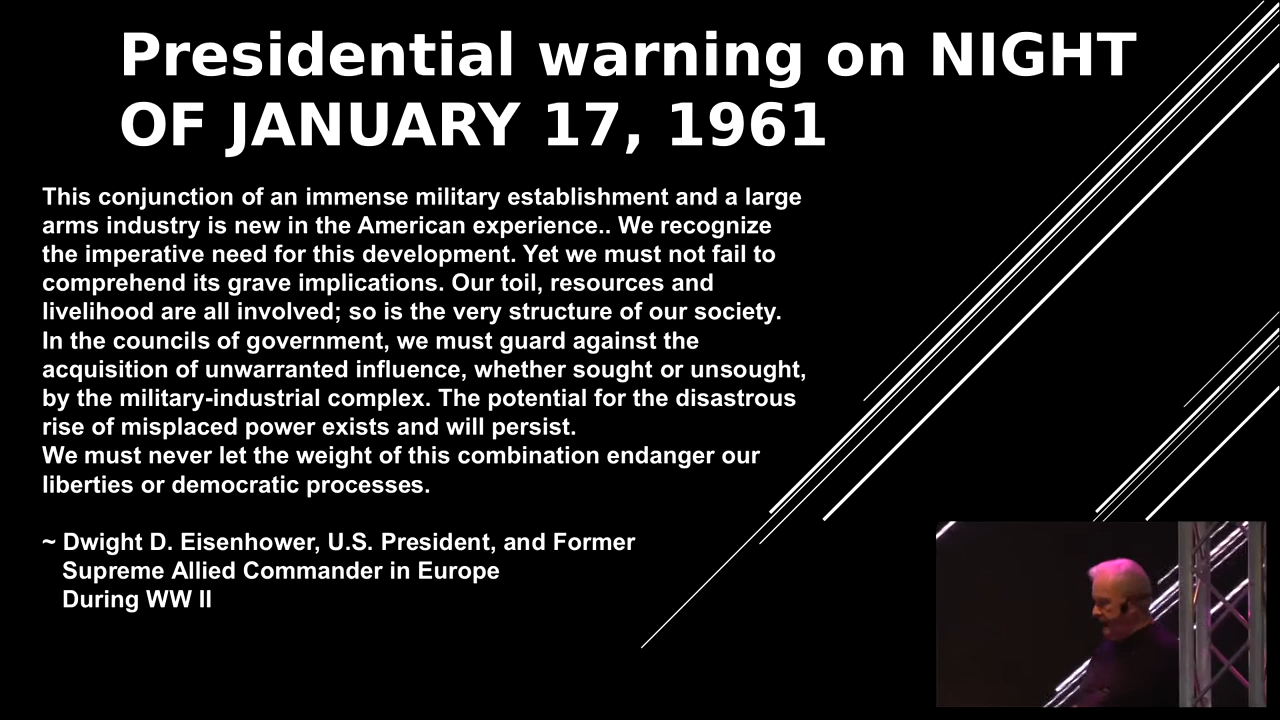 Presidential warning on NIGHT
OF JANUARY 17, 1961
This conjunction of an immense military establishment and a large
arms industry is new in the American experience.. We recognize
the imperative need for this development. Yet we must not fail to
comprehend its grave implications. Our toil, resources and
livelihood are all involved; so is the very structure of our society.
In the councils of government, we must guard against the
acquisition of unwarranted influence, whether sought or unsought,
by the military-industrial complex. The potential for the disastrous
rise of misplaced power exists and will persist.
We must never let the weight of this combination endanger our
liberties or democratic processes.
~ Dwight D. Eisenhower, U.S. President, and Former
Supreme Allied Commander in Europe
During WW II